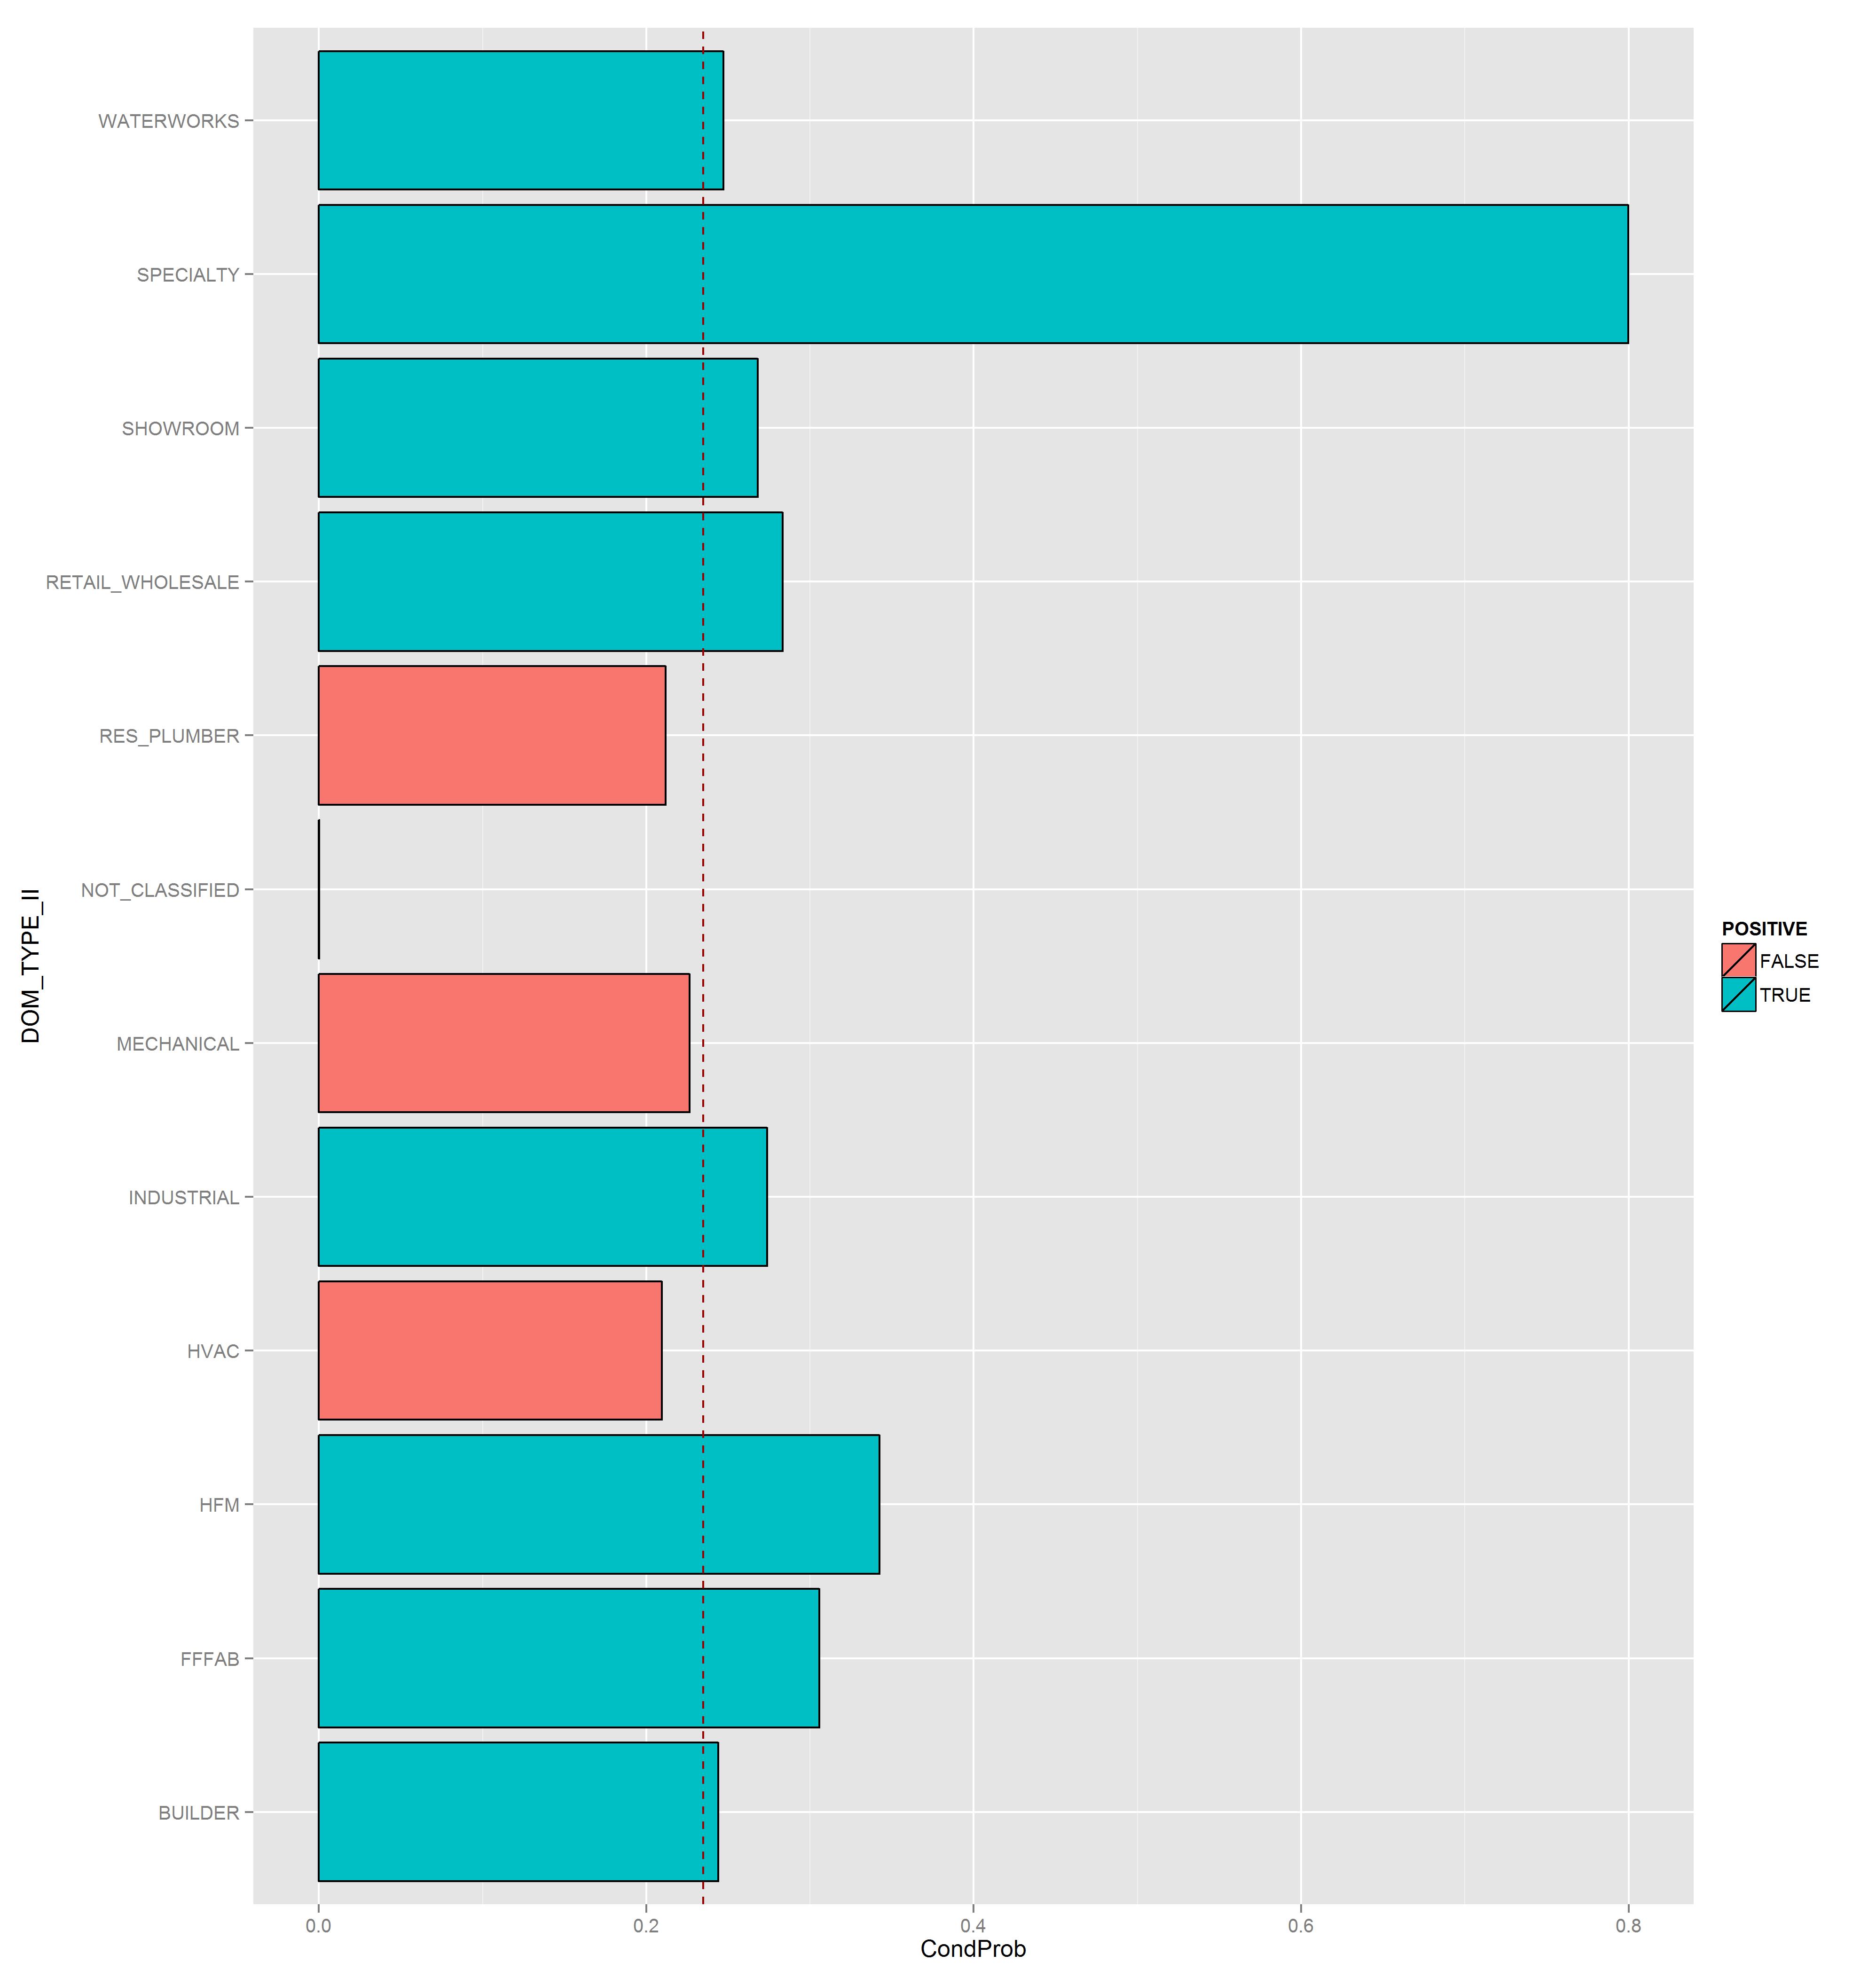 WATERWORKS
SPECIALTY
SHOWROOM
RETAIL_WHOLESALE
RES_PLUMBER
NOT_CLASSIFIED
MECHANICAL
INDUSTRIAL
HVAC
HFM
FFFAB
BUILDER
DOM_TYPE_II
0.0 0.2 0.4 0.6 0.8
CondProb
POSITIVE
FALSE
TRUE